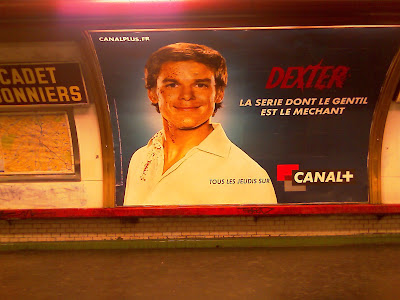 CANALPLUS.FR
CADET
ONNIERS
DEXTER
LA SERIE DONT LE GENTIL
EST LE MECHANT
TOUS LES JEUDIS SUR
CANAL+